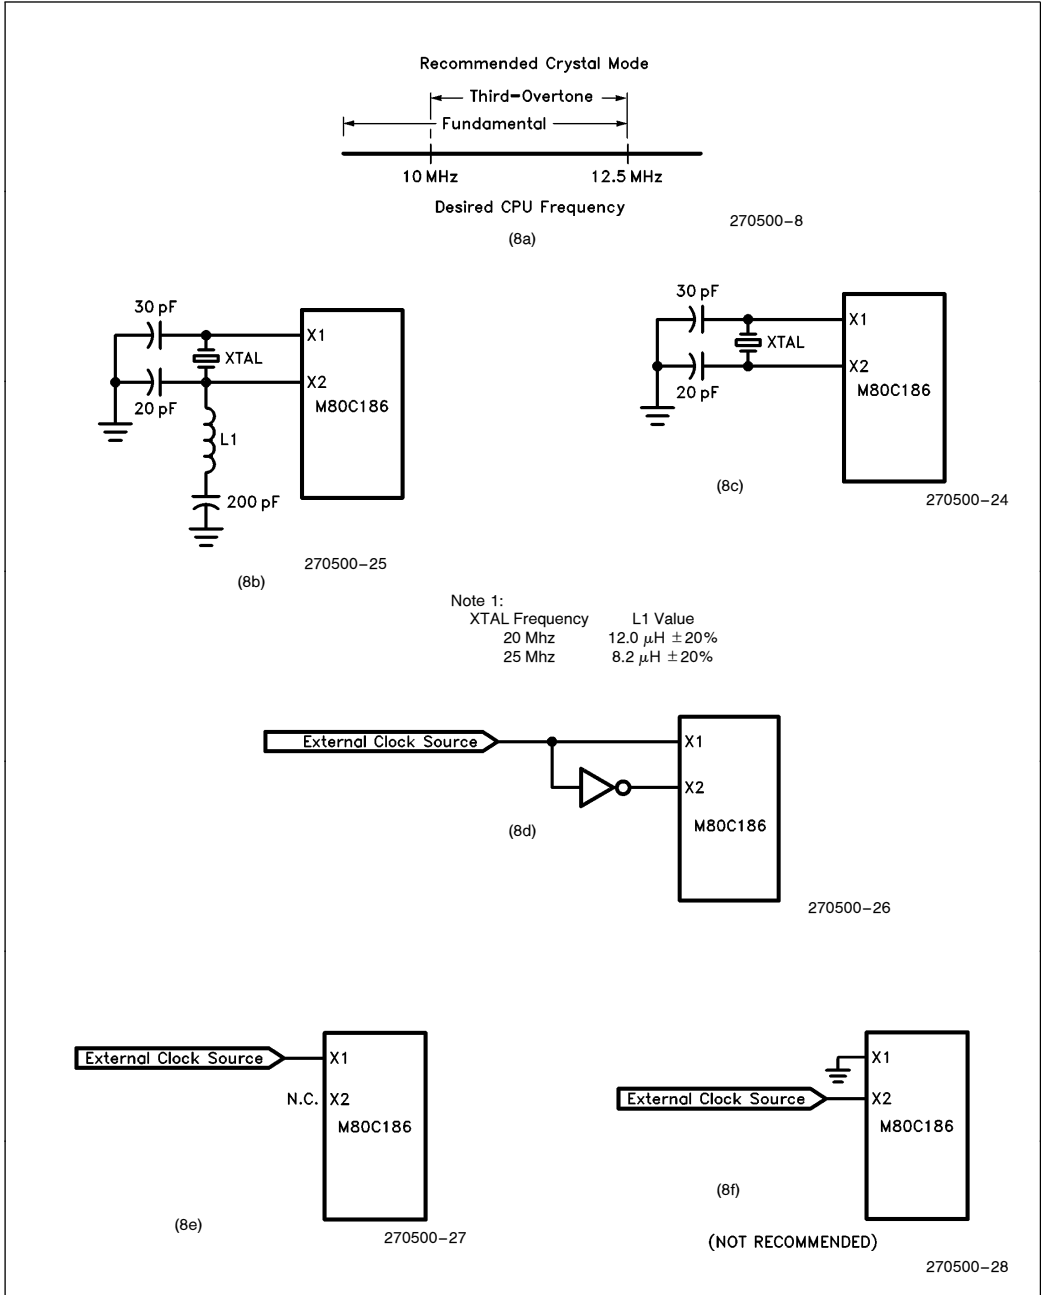 Recommended Crystal Mode
Third-Overtone
Fundamental
10 MHz 12.5 MHz
Desired CPU Frequency
(8a)
270500-8
30 pF
X1
XTAL
X2
20 pF
M80C186
L1
200 pF
270500-25
(8b)
30 pF
X1
XTAL
X2
20 pF
M80C186
(8c)
270500-24
Note 1:
XTAL Frequency L1 Value
20 Mhz 12.0 μH ±20%
25 Mhz 8.2 μH ±20%
External Clock Source
X1
X2
M80C186
(8d)
270500-26
External Clock Source
X1
N.C. X2
M80C186
(8e)
270500-27
X1
External Clock Source
X2
M80C186
(8f)
(NOT RECOMMENDED)
270500-28